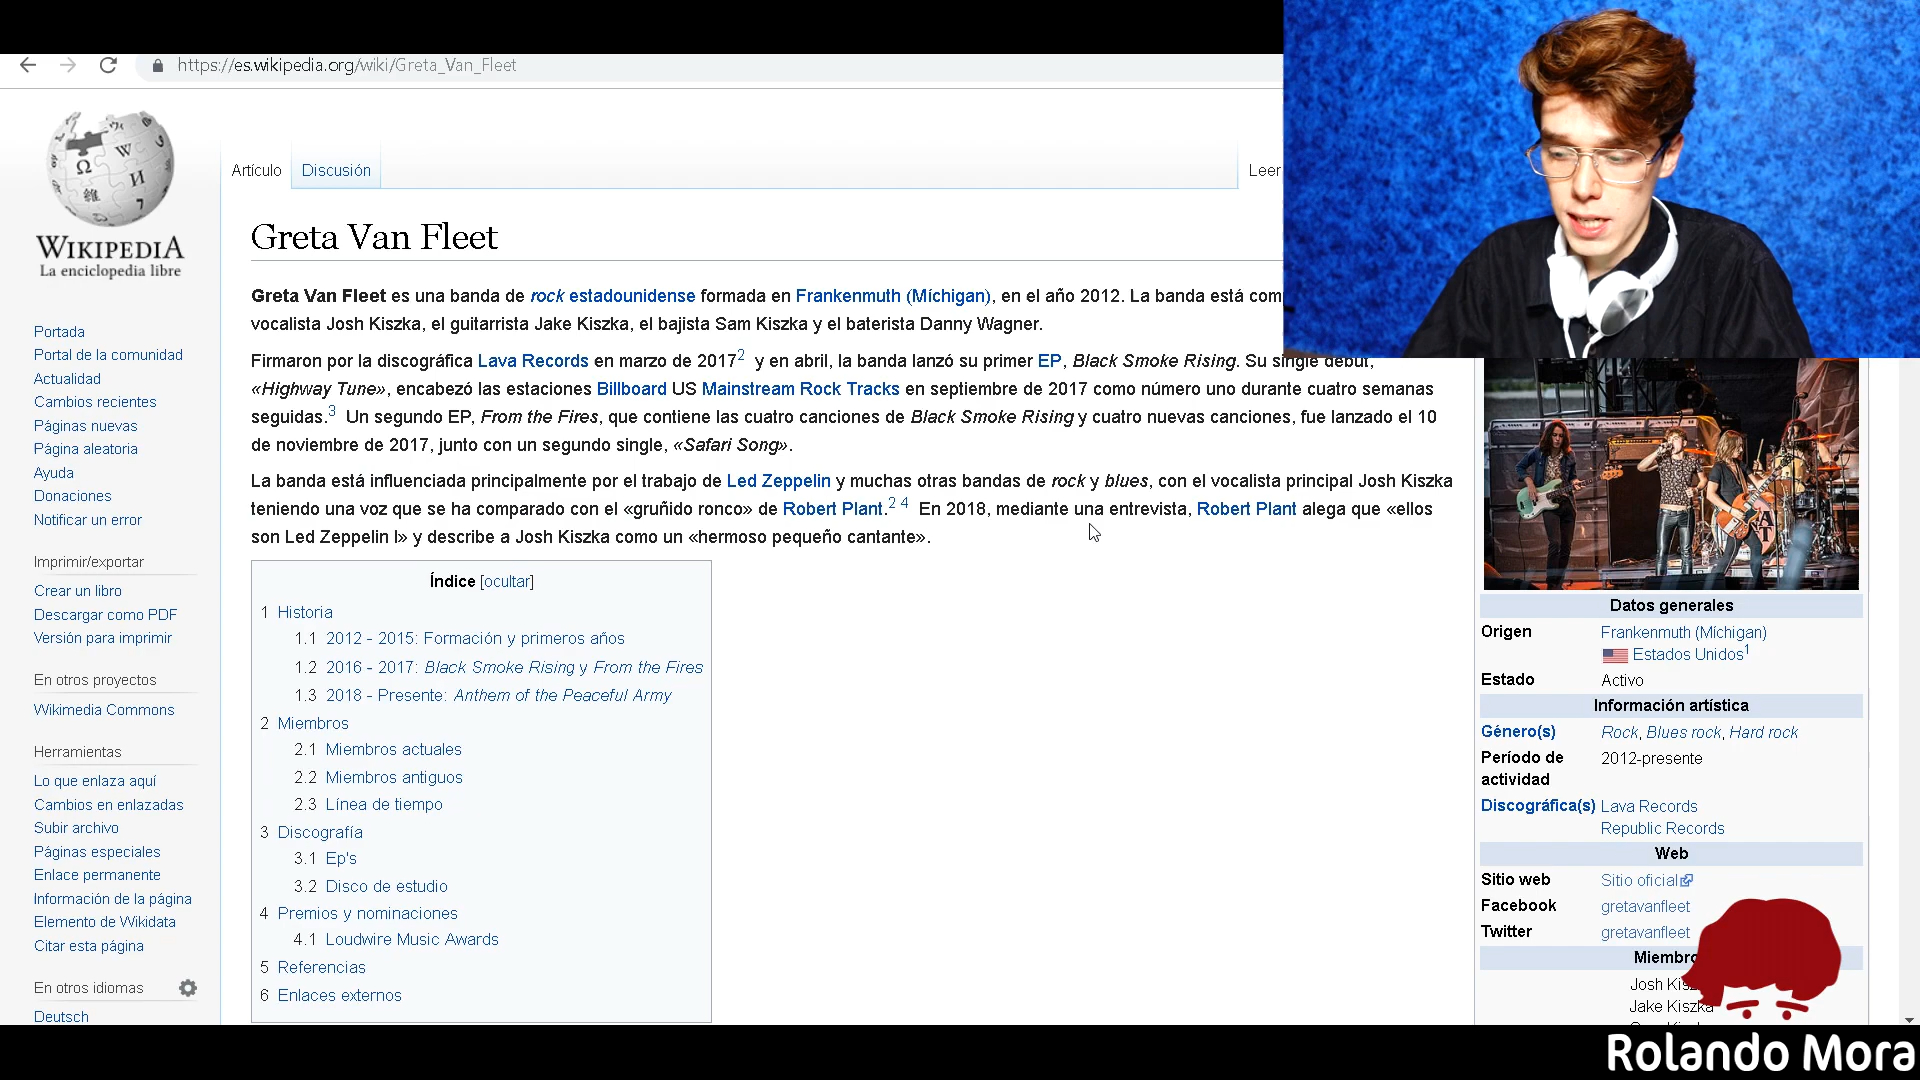 https://es.wikipedia.org/wiki/Greta_Van_Fleet
WIKIPEDIA
La enciclopedia libre
Artículo
Discusión
Leer
Greta Van Fleet
Greta Van Fleet es una banda de rock estadounidense formada en Frankenmuth (Míchigan), en el año 2012. La banda está
vocalista Josh Kiszka, el guitarrista Jake Kiszka, el bajista Sam Kiszka y el baterista Danny Wagner.
Firmaron por la discográfica Lava Records en marzo de 2017² y en abril, la banda lanzó su primer EP, Black Smoke Rising. Su single debut,
«Highway Tune», encabezó las estaciones Billboard US Mainstream Rock Tracks en septiembre de 2017 como número uno durante cuatro semanas
seguidas.³ Un segundo EP, From the Fires, que contiene las cuatro canciones de Black Smoke Rising y cuatro nuevas canciones, fue lanzado el 10
de noviembre de 2017, junto con un segundo single, «Safari Song».
La banda está influenciada principalmente por el trabajo de Led Zeppelin y muchas otras bandas de rock y blues, con el vocalista principal Josh Kiszka
teniendo una voz que se ha comparado con el «gruñido ronco» de Robert Plant.² ⁴ En 2018, mediante una entrevista, Robert Plant alega que «ellos
son Led Zeppelin I» y describe a Josh Kiszka como un «hermoso pequeño cantante».
Índice [ocultar]
1 Historia
1.1 2012 - 2015: Formación y primeros años
1.2 2016 - 2017: Black Smoke Rising y From the Fires
1.3 2018 - Presente: Anthem of the Peaceful Army
2 Miembros
2.1 Miembros actuales
2.2 Miembros antiguos
2.3 Línea de tiempo
3 Discografía
3.1 Ep's
3.2 Disco de estudio
4 Premios y nominaciones
4.1 Loudwire Music Awards
5 Referencias
6 Enlaces externos
Portada
Portal de la comunidad
Actualidad
Cambios recientes
Páginas nuevas
Página aleatoria
Ayuda
Donaciones
Notificar un error
Imprimir/exportar
Crear un libro
Descargar como PDF
Versión para imprimir
En otros proyectos
Wikimedia Commons
Herramientas
Lo que enlaza aquí
Cambios en enlazadas
Subir archivo
Páginas especiales
Enlace permanente
Información de la página
Elemento de Wikidata
Citar esta página
En otros idiomas
Deutsch
Datos generales
Origen Frankenmuth (Míchigan)
Estados Unidos¹
Estado Activo
Información artística
Género(s) Rock, Blues rock, Hard rock
Período de actividad 2012-presente
Discográfica(s) Lava Records
Republic Records
Web
Sitio web Sitio oficial
Facebook gretavanfleet
Twitter gretavanfleet
Josh
Jake Kiszka
Rolando Mora